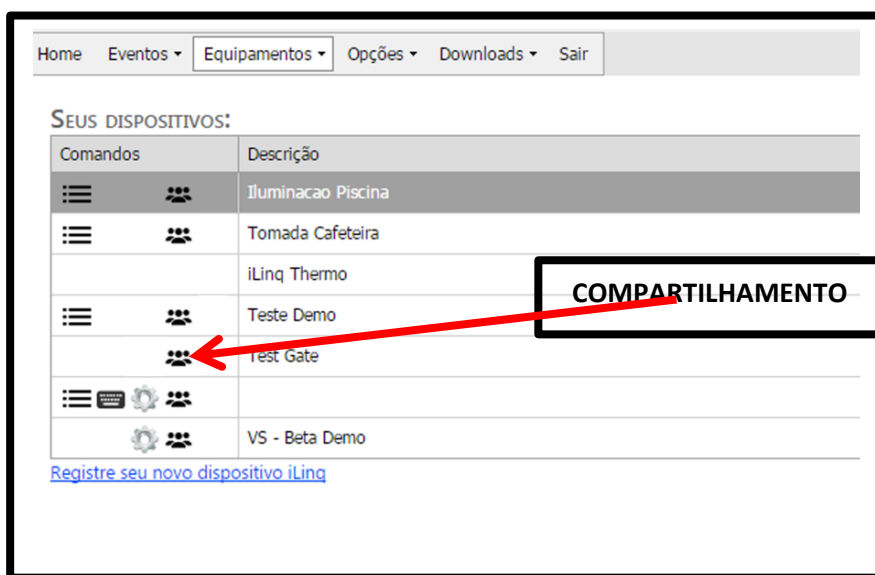 Home Eventos Equipamentos Opções Downloads Sair
SEUS DISPOSITIVOS:
Comandos Descrição
Iluminacao Piscina
Tomada Cafeteira
iLinq Thermo
COMPARTILHAMENTO
Teste Demo
Test Gate
VS - Beta Demo
Registre seu novo dispositivo iLinq